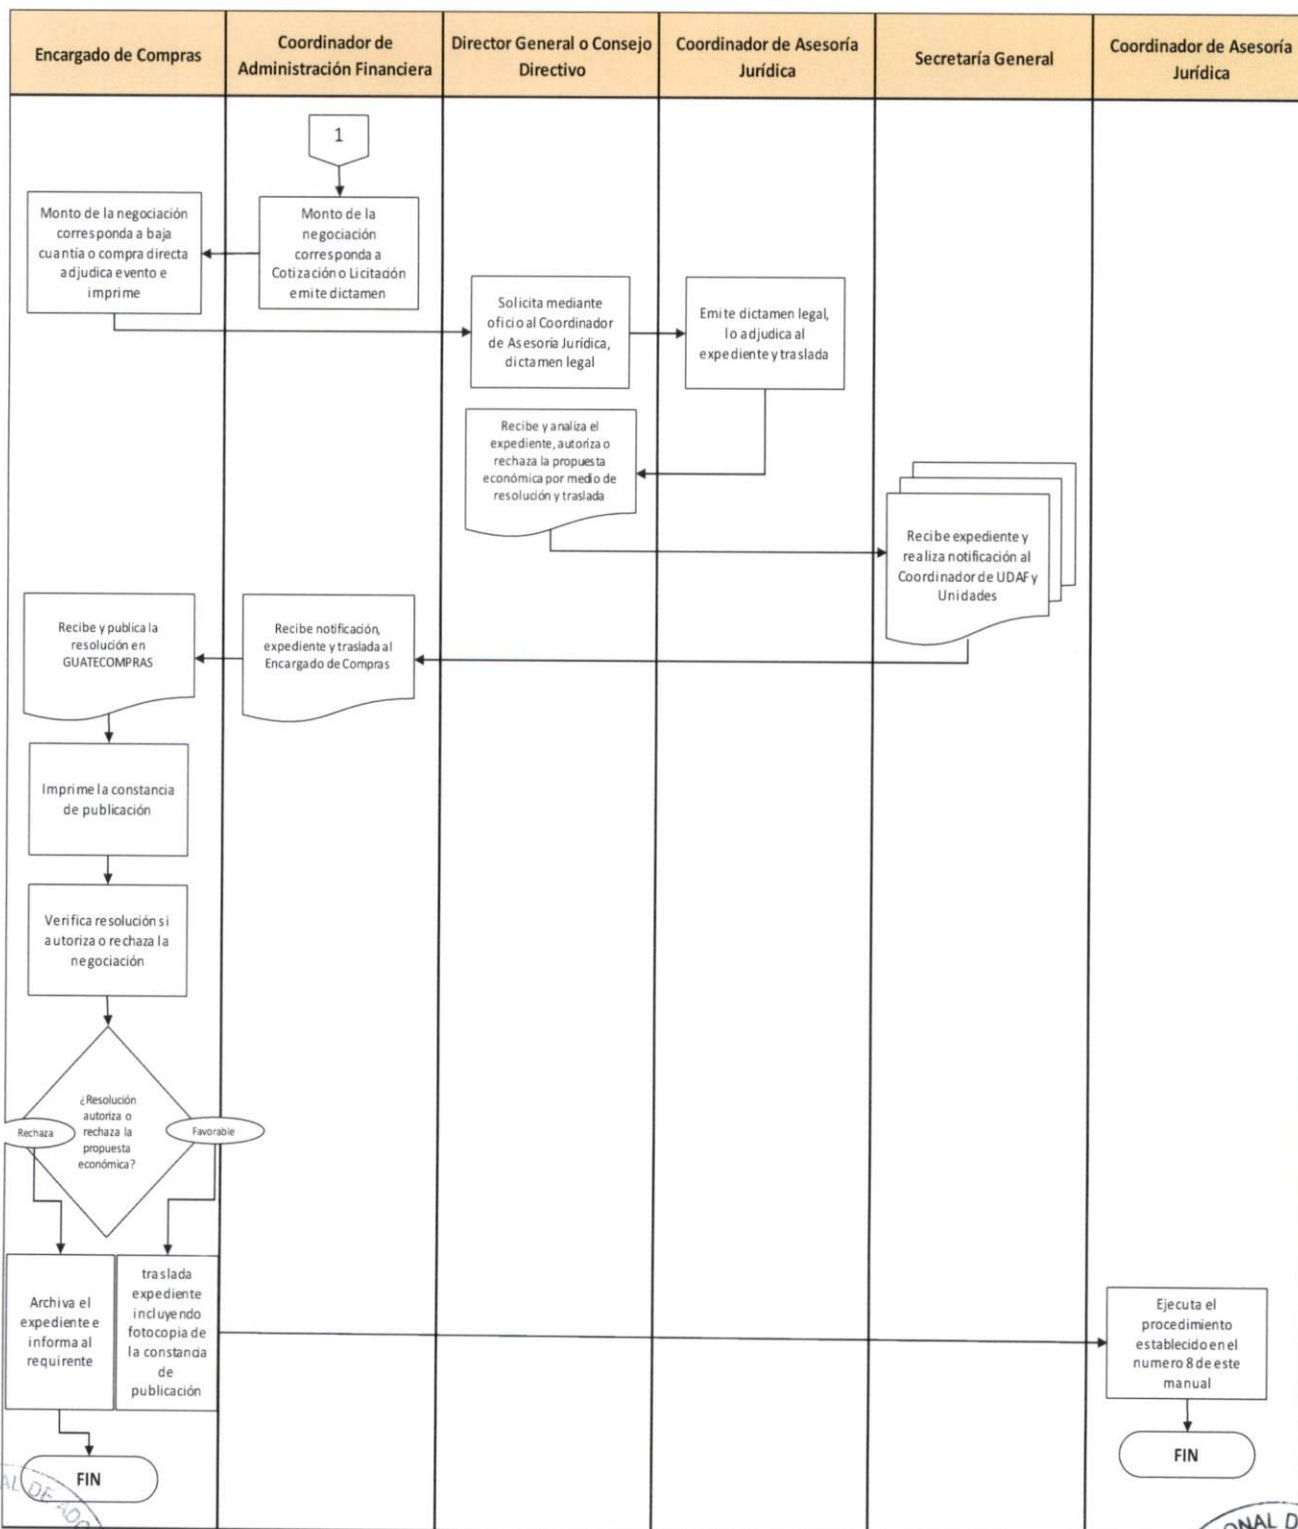 Encargado de Compras
Coordinador de
Administración Financiera
Director General o Consejo
Directivo
Coordinador de Asesoría
Jurídica
Secretaría General
Coordinador de Asesoría
Jurídica
1
Monto de la negociación
corresponda a baja
cuantía o compra directa
adjudica evento e
imprime
Monto de la
negociación
corresponda a
Cotización o Licitación
emite dictamen
Solicita mediante
oficio al Coordinador
de Asesoría Jurídica,
dictamen legal
Emite dictamen legal,
lo adjudica al
expediente y traslada
Recibe y analiza el
expediente, autoriza o
rechaza la propuesta
económica por medio de
resolución y traslada
Recibe expediente y
realiza notificación al
Coordinador de UDAF y
Unidades
Recibe y publica la
resolución en
GUATECOMPRAS
Recibe notificación,
expediente y traslada al
Encargado de Compras
Imprime la constancia
de publicación
Verifica resolución si
autoriza o rechaza la
negociación
¿Resolución
autoriza o
rechaza la
propuesta
económica?
Rechaza
Favorable
Archiva el
expediente e
informa al
requirente
traslada
expediente
incluyendo
fotocopia de
la constancia
de
publicación
Ejecuta el
procedimiento
establecido en el
numero 8 de este
manual
FIN
FIN
AL DE ADO
ONAL D